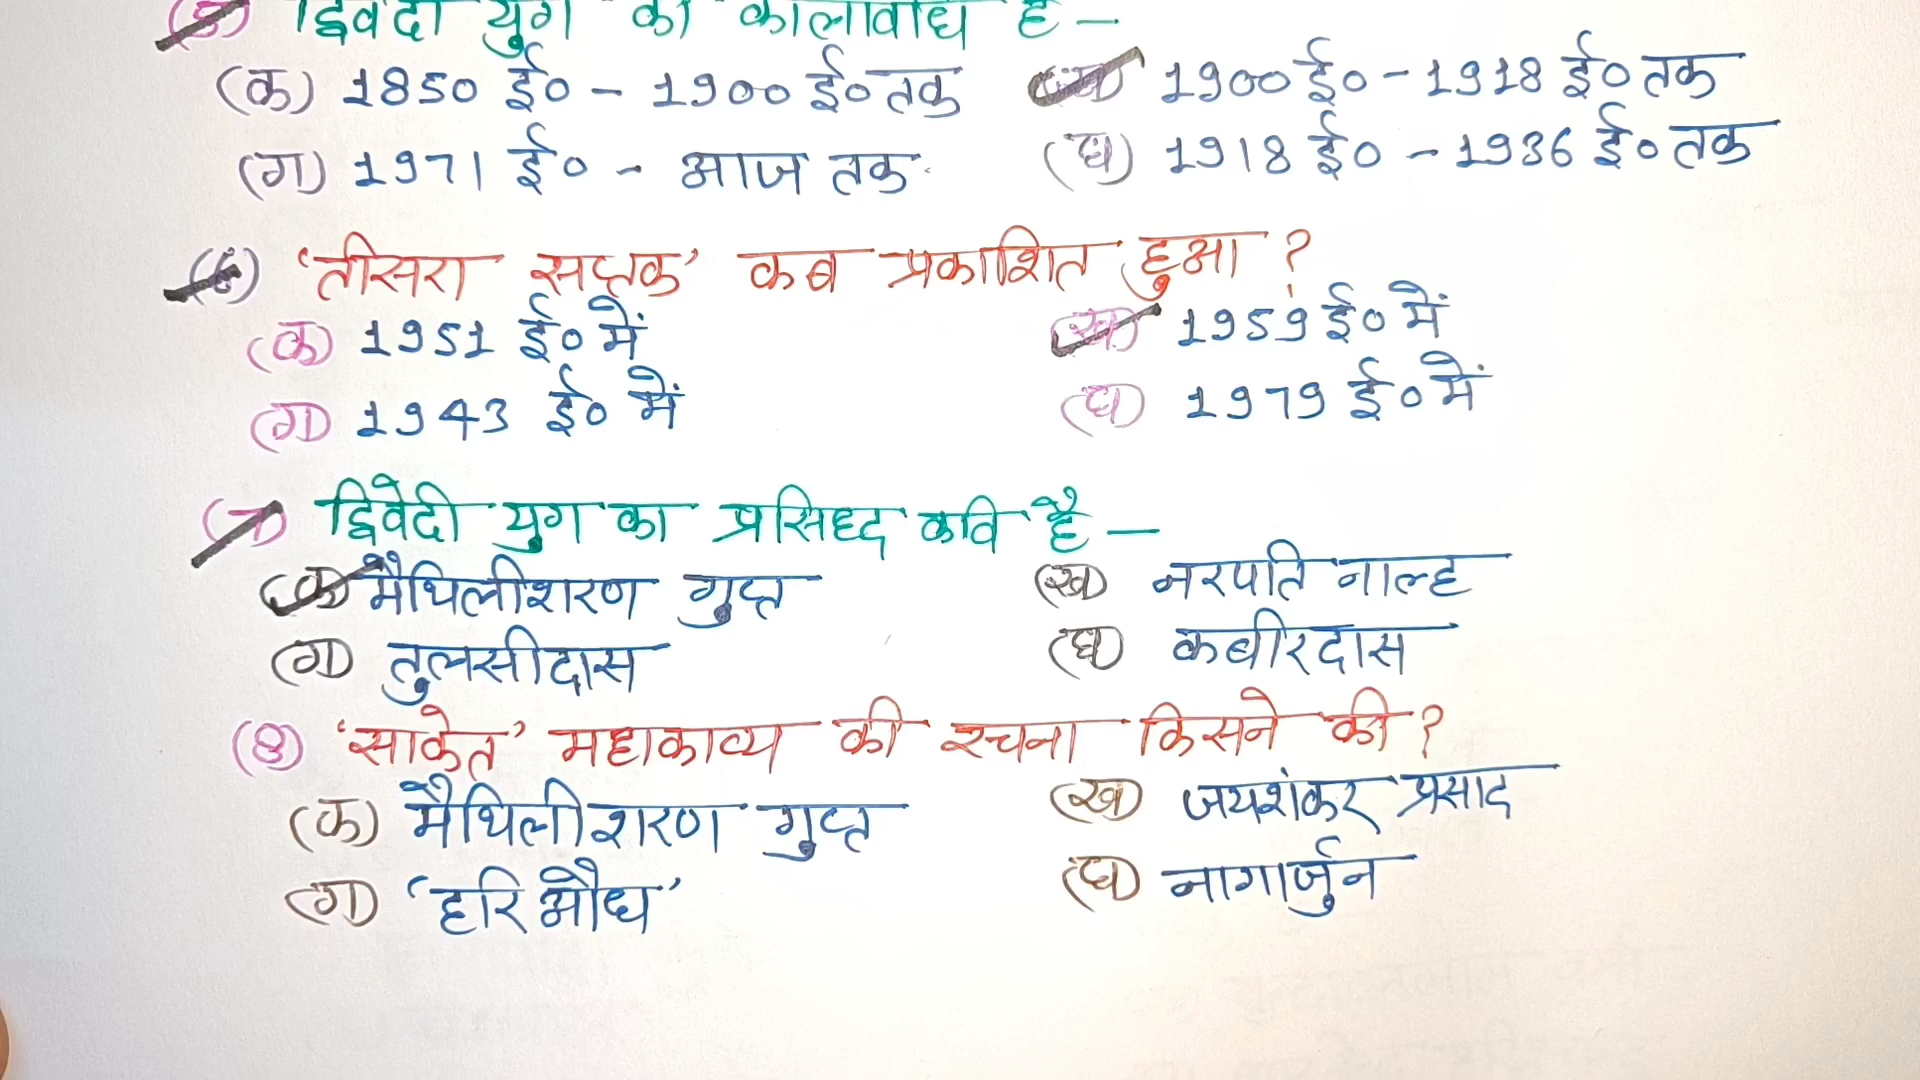 द्विवेदी युग की कालावधि है –
(क) 1850 ई० – 1900 ई० तक (ख) 1900 ई० – 1918 ई० तक
(ग) 1971 ई० - आज तक (घ) 1918 ई० – 1936 ई० तक
(6) 'तीसरा सप्तक' कब प्रकाशित हुआ ?
(क) 1951 ई० में (ख) 1959 ई० में
(ग) 1943 ई० में (घ) 1979 ई० में
(7) द्विवेदी युग का प्रसिध्द कवि है –
(क) मैथिलीशरण गुप्त (ख) नरपति नाल्ह
(ग) तुलसीदास (घ) कबीरदास
(8) 'साकेत' महाकाव्य की रचना किसने की ?
(क) मैथिलीशरण गुप्त (ख) जयशंकर प्रसाद
(ग) 'हरिऔध' (घ) नागार्जुन